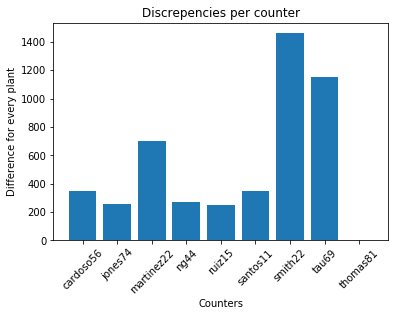 Discrepencies per counter
Difference for every plant
1400
1200
1000
800
600
400
200
0
cardoso56
jones74
martinez22
ng44
ruiz15
santos11
smith22
tau69
thomas81
Counters